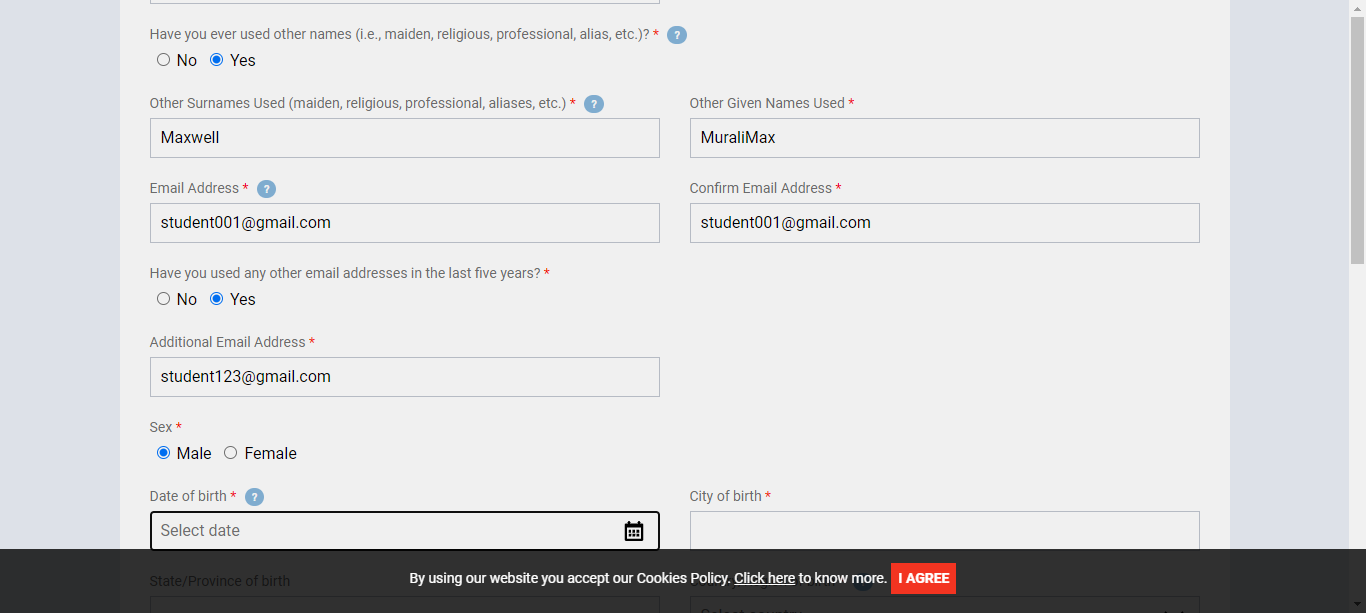 Have you ever used other names (i.e., maiden, religious, professional, alias, etc.)? * ?
No Yes
Other Surnames Used (maiden, religious, professional, aliases, etc.) * ?
Other Given Names Used *
Maxwell
MuraliMax
Email Address * ?
Confirm Email Address *
student001@gmail.com
student001@gmail.com
Have you used any other email addresses in the last five years? *
No Yes
Additional Email Address *
student123@gmail.com
Sex *
Male Female
Date of birth * ?
City of birth *
Select date
By using our website you accept our Cookies Policy. Click here to know more. I AGREE
State/Province of birth
Select country